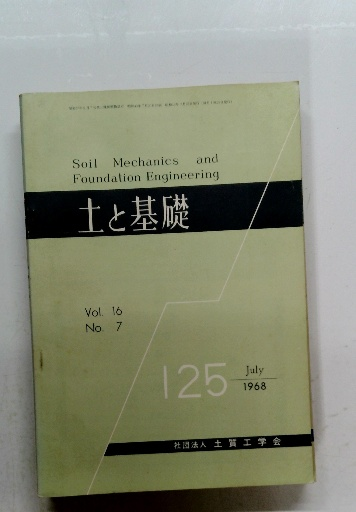 Soil Mechanics and
Foundation Engineering
土と基礎
Vol. 16
No. 7
125
July
1968
社団法人 土質工学会